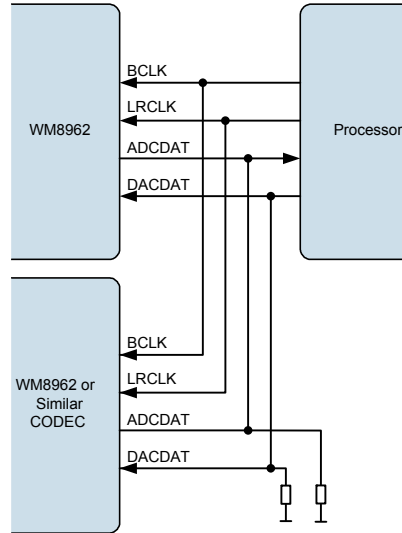 BCLK
LRCLK
WM8962
Processor
ADCDAT
DACDAT
BCLK
LRCLK
WM8962 or
Similar
CODEC
ADCDAT
DACDAT